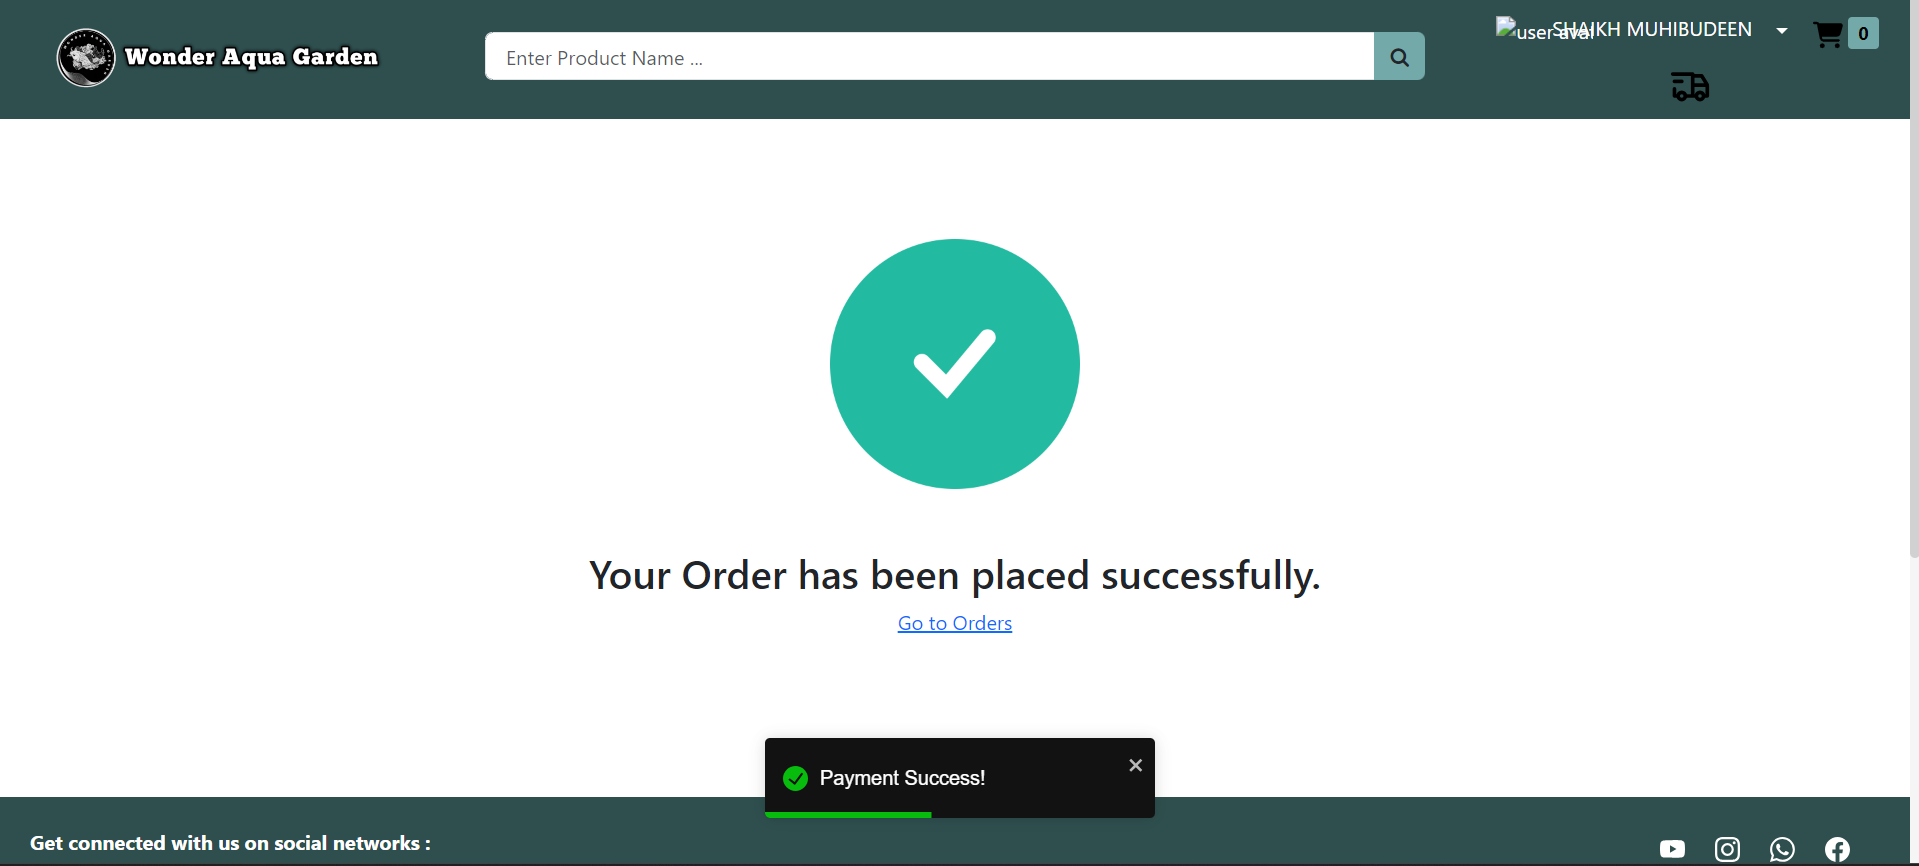 Wonder Aqua Garden
Enter Product Name ...
user avat
SHAIKH MUHIBUDEEN
0
Your Order has been placed successfully.
Go to Orders
Payment Success!
Get connected with us on social networks :